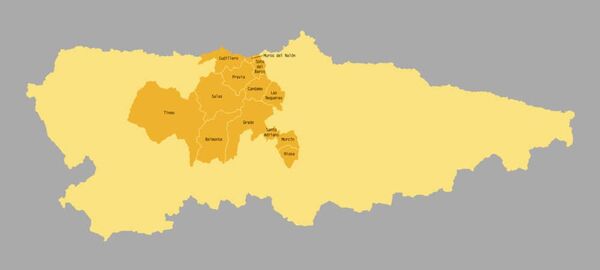 Cudillero
Muros del Nalón
Soto
del
Barco
Pravia
Candamo
Las
Regueras
Salas
Tineo
Grado
Santo
Adriano
Belmonte
Morcín
Riosa